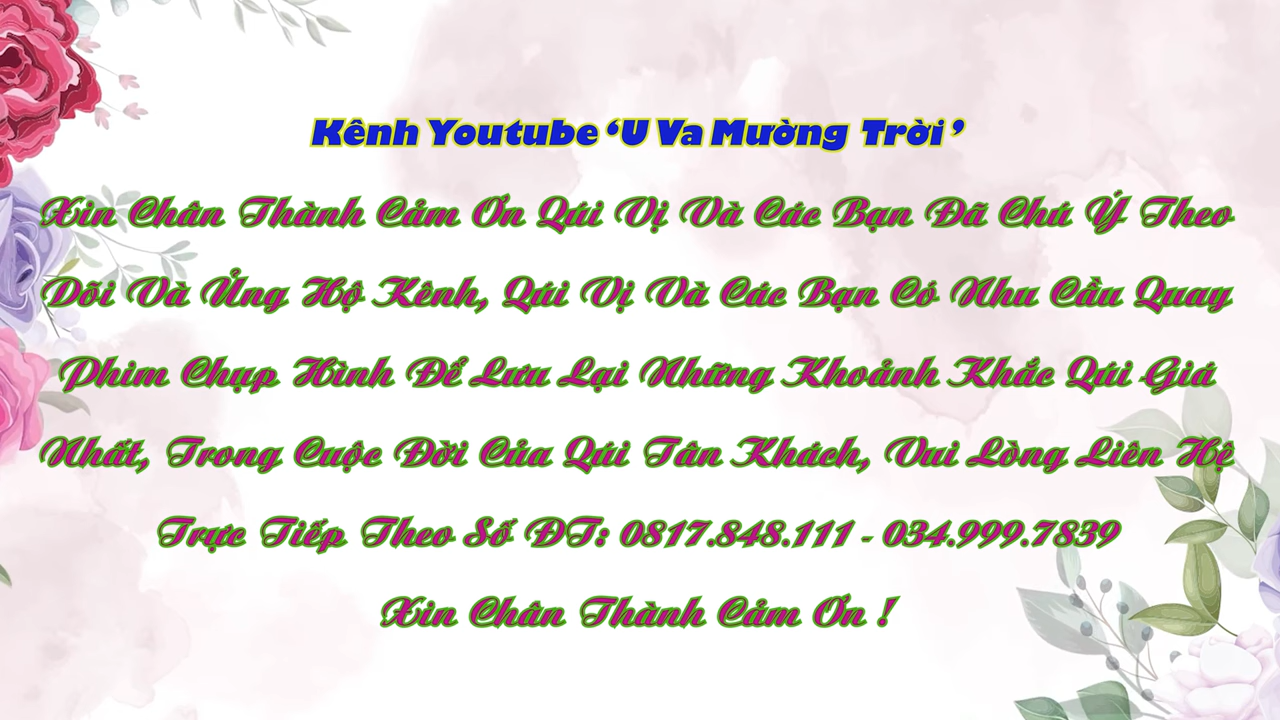 Kênh Youtube ‘U Va Mường Trời’
Xin Chân Thành Cảm Ơn Qúi Vị Và Các Bạn Đã Chú Ý Theo
Dõi Và Ủng Hộ Kênh, Qúi Vị Và Các Bạn Có Nhu Cầu Quay
Phim Chụp Hình Để Lưu Lại Những Khoảnh Khắc Qúi Giá
Nhất, Trong Cuộc Đời Của Qúi Tân Khách, Vui Lòng Liên Hệ
Trực Tiếp Theo Số ĐT: 0817.848.111 - 034.999.7839
Xin Chân Thành Cảm Ơn !